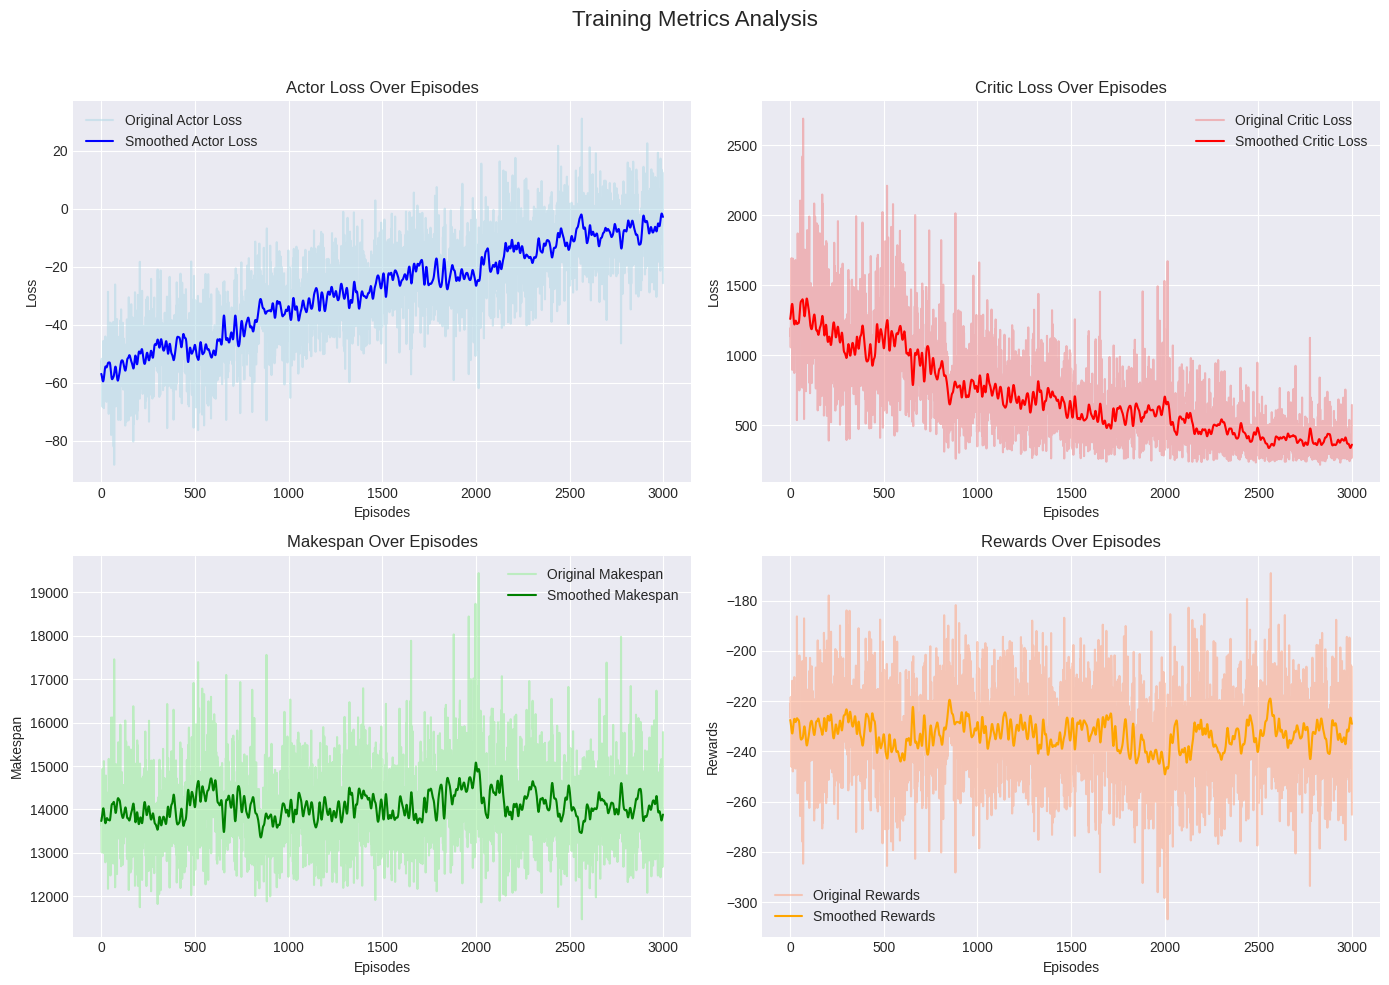 Training Metrics Analysis
Actor Loss Over Episodes
Original Actor Loss
Smoothed Actor Loss
20
0
−20
−40
−60
−80
Loss
0 500 1000 1500 2000 2500 3000
Episodes
Critic Loss Over Episodes
Original Critic Loss
Smoothed Critic Loss
2500
2000
1500
1000
500
Loss
0 500 1000 1500 2000 2500 3000
Episodes
Makespan Over Episodes
Original Makespan
Smoothed Makespan
19000
18000
17000
16000
15000
14000
13000
12000
Makespan
0 500 1000 1500 2000 2500 3000
Episodes
Rewards Over Episodes
−180
−200
−220
−240
−260
−280
−300
Rewards
Original Rewards
Smoothed Rewards
0 500 1000 1500 2000 2500 3000
Episodes